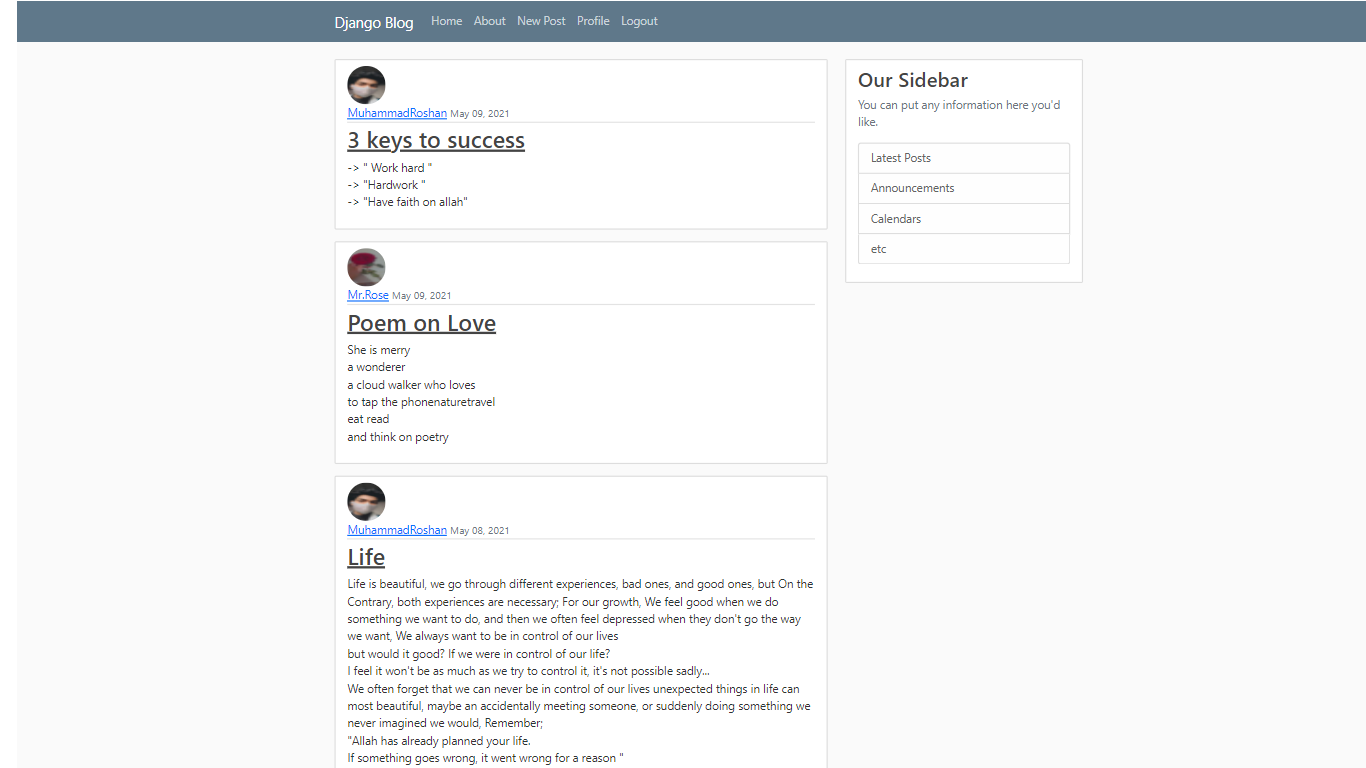 Django Blog Home About New Post Profile Logout
MuhammadRoshan May 09, 2021
3 keys to success
-> " Work hard "
-> "Hardwork "
-> "Have faith on allah"
Mr.Rose May 09, 2021
Poem on Love
She is merry
a wonderer
a cloud walker who loves
to tap the phonenaturetravel
eat read
and think on poetry
MuhammadRoshan May 08, 2021
Life
Life is beautiful, we go through different experiences, bad ones, and good ones, but On the
Contrary, both experiences are necessary; For our growth, We feel good when we do
something we want to do, and then we often feel depressed when they don't go the way
we want, We always want to be in control of our lives
but would it good? If we were in control of our life?
I feel it won't be as much as we try to control it, it's not possible sadly...
We often forget that we can never be in control of our lives unexpected things in life can
most beautiful, maybe an accidentally meeting someone, or suddenly doing something we
never imagined we would, Remember;
"Allah has already planned your life.
If something goes wrong, it went wrong for a reason "
Our Sidebar
You can put any information here you'd
like.
Latest Posts
Announcements
Calendars
etc